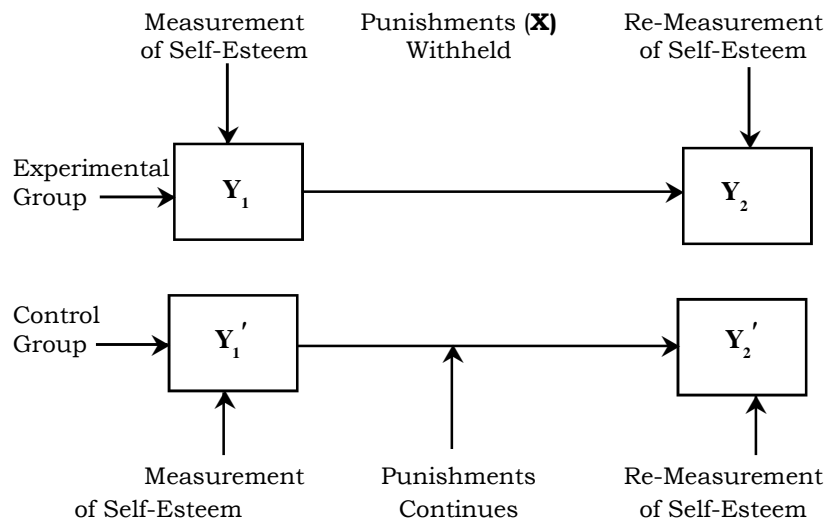 Measurement
of Self-Esteem
Punishments (X)
Withheld
Re-Measurement
of Self-Esteem
Experimental
Group
Y₁
Y₂
Control
Group
Y₁′
Y₂′
Measurement
of Self-Esteem
Punishments
Continues
Re-Measurement
of Self-Esteem